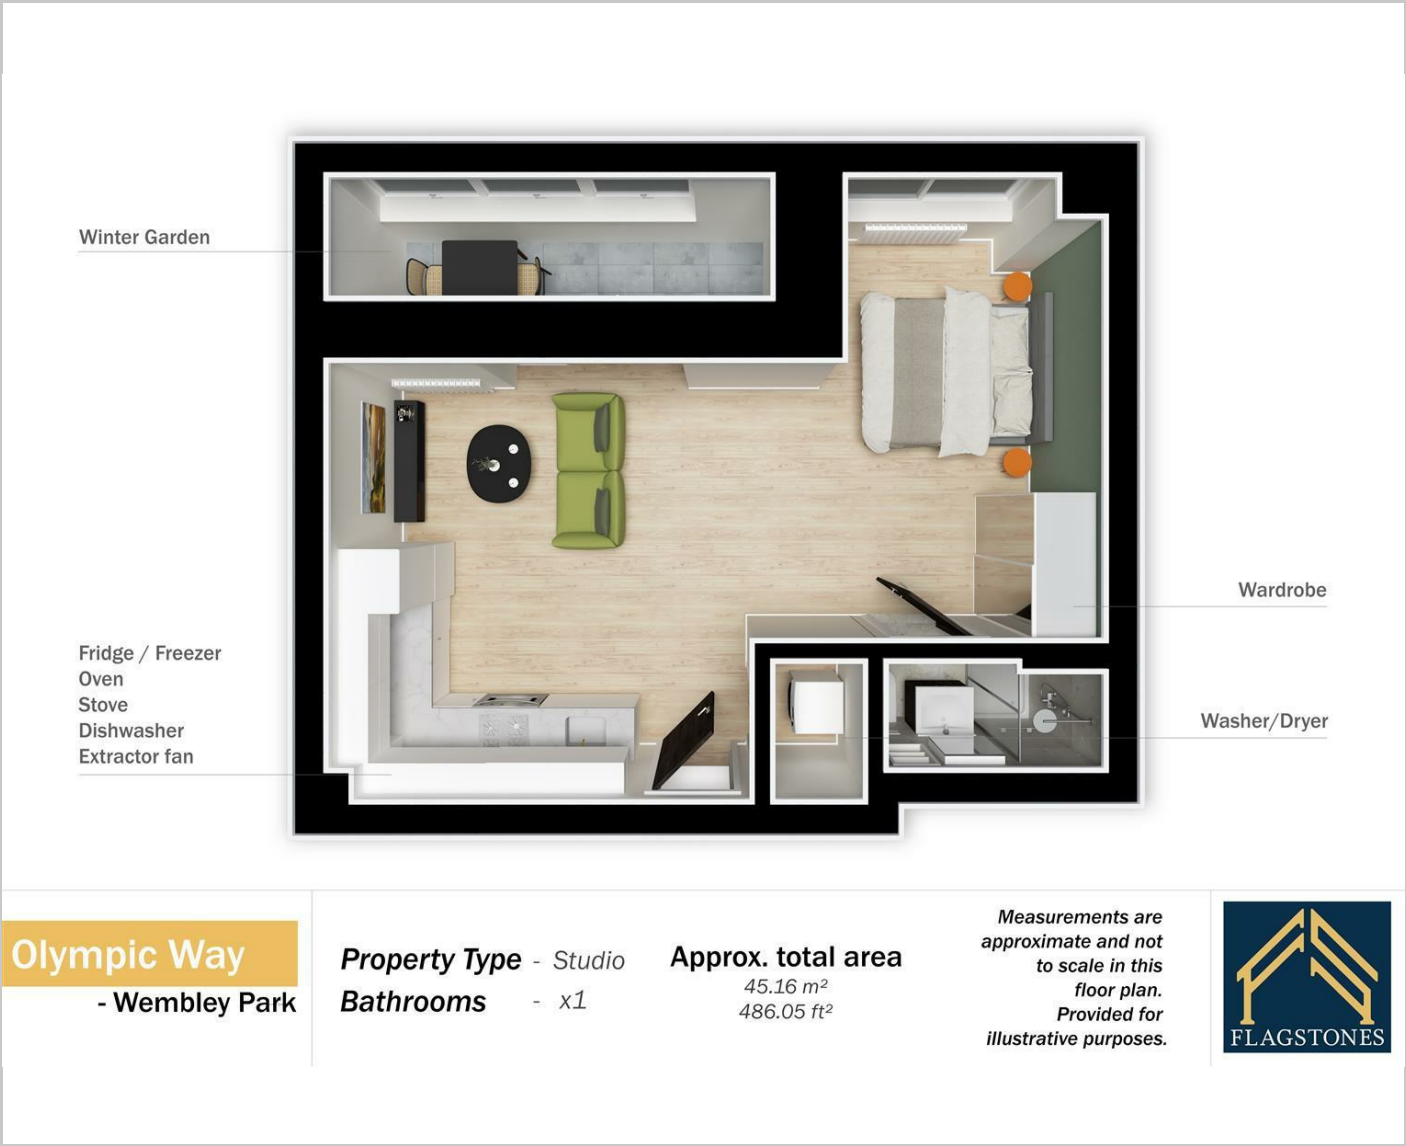 Winter Garden
Wardrobe
Fridge / Freezer
Oven
Stove
Dishwasher
Extractor fan
Washer/Dryer
Olympic Way
- Wembley Park
Property Type - Studio
Bathrooms - x1
Approx. total area
45.16 m²
486.05 ft²
Measurements are
approximate and not
to scale in this
floor plan.
Provided for
illustrative purposes.
FLAGSTONES